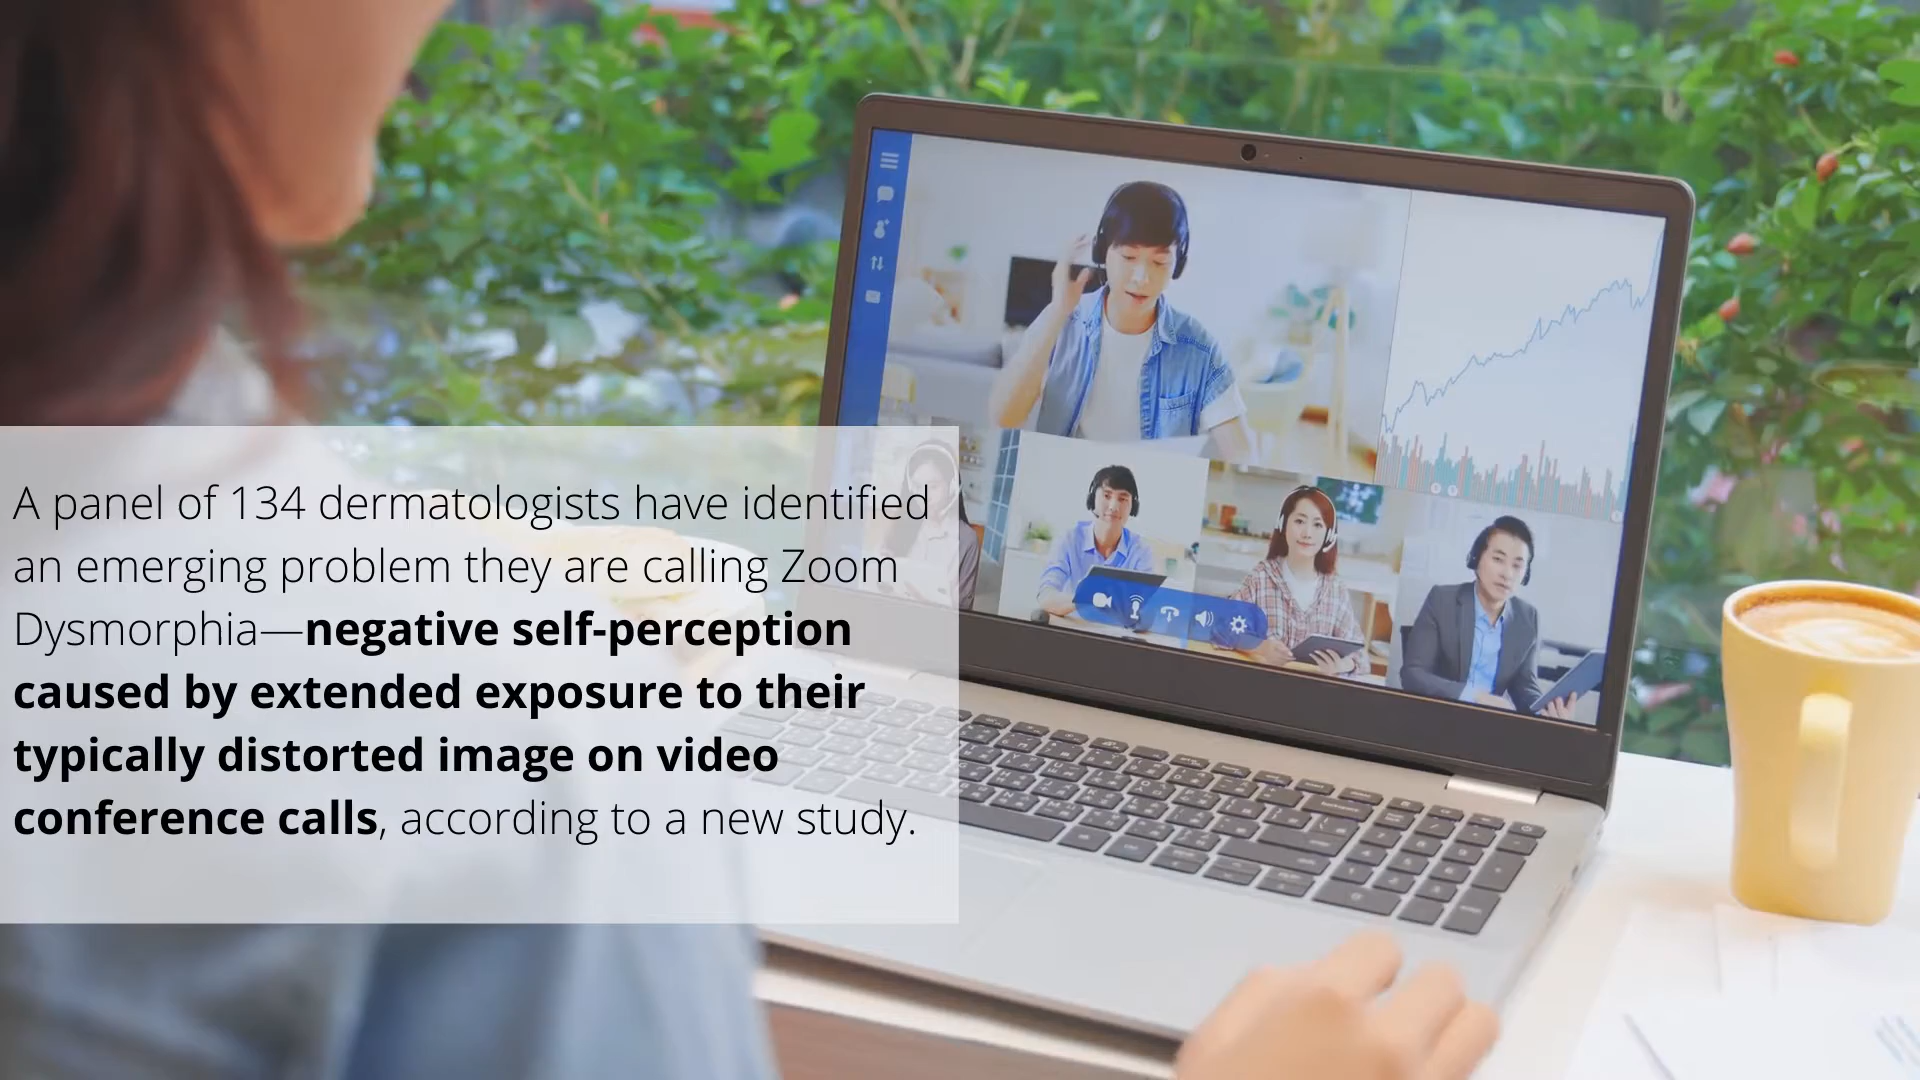 A panel of 134 dermatologists have identified
an emerging problem they are calling Zoom
Dysmorphia—negative self-perception
caused by extended exposure to their
typically distorted image on video
conference calls, according to a new study.